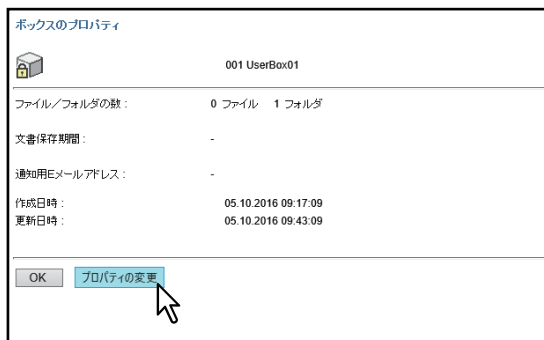 ボックスのプロパティ
001 UserBox01
ファイル／フォルダの数 : 0 ファイル 1 フォルダ
文書保存期間 : -
通知用Eメールアドレス : -
作成日時 : 05.10.2016 09:17:09
更新日時 : 05.10.2016 09:43:09
OK プロパティの変更